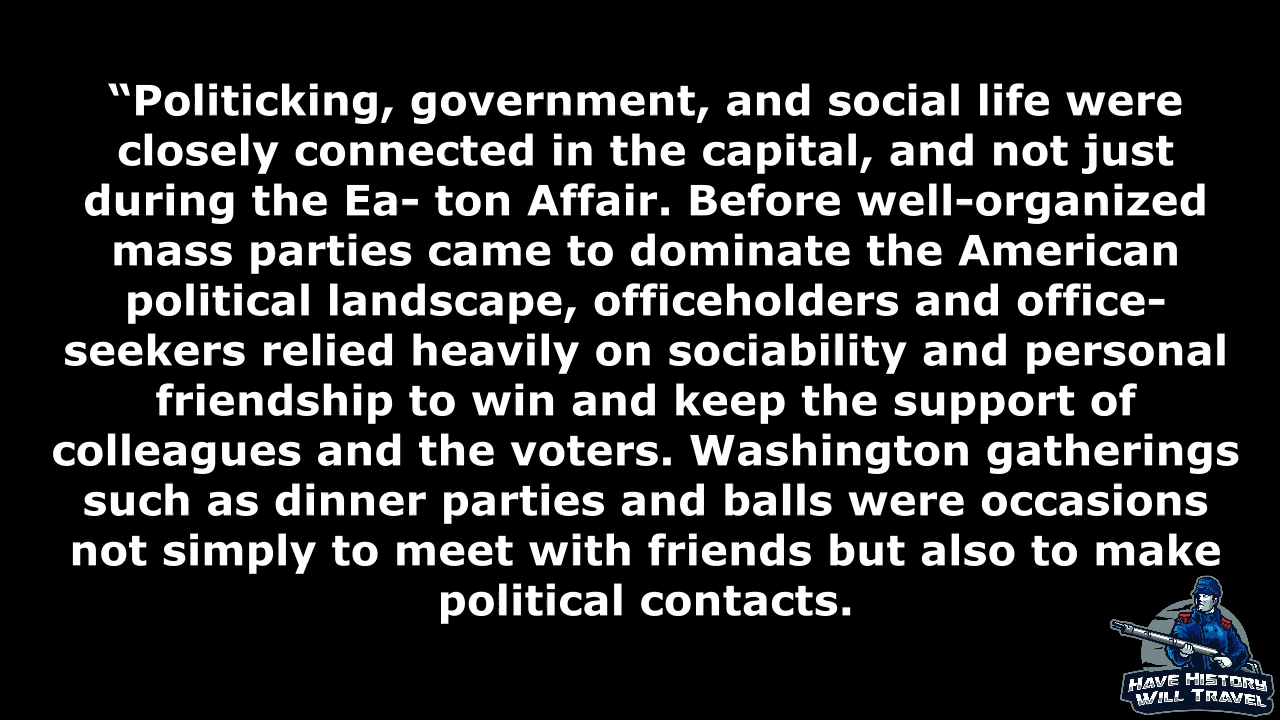 “Politicking, government, and social life were
closely connected in the capital, and not just
during the Ea- ton Affair. Before well-organized
mass parties came to dominate the American
political landscape, officeholders and office-
seekers relied heavily on sociability and personal
friendship to win and keep the support of
colleagues and the voters. Washington gatherings
such as dinner parties and balls were occasions
not simply to meet with friends but also to make
political contacts.
HAVE HISTORY
WILL TRAVEL